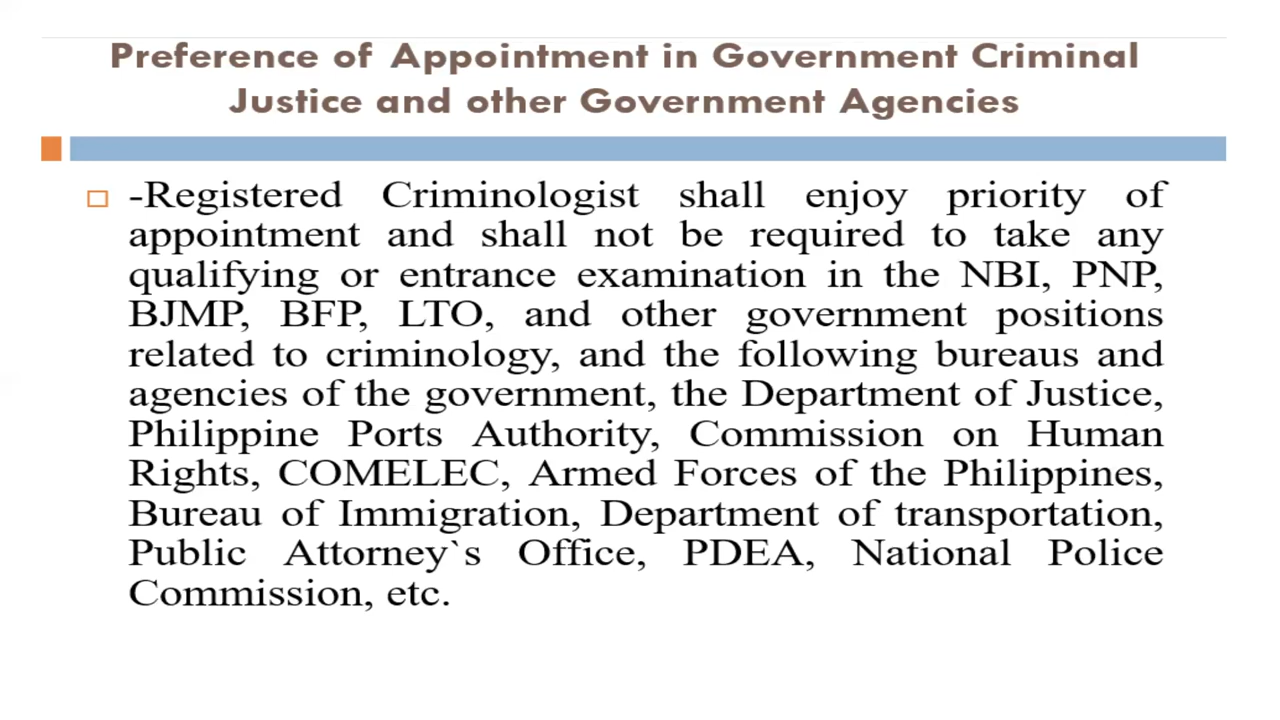 Preference of Appointment in Government Criminal
Justice and other Government Agencies
-Registered Criminologist shall enjoy priority of
appointment and shall not be required to take any
qualifying or entrance examination in the NBI, PNP,
BJMP, BFP, LTO, and other government positions
related to criminology, and the following bureaus and
agencies of the government, the Department of Justice,
Philippine Ports Authority, Commission on Human
Rights, COMELEC, Armed Forces of the Philippines,
Bureau of Immigration, Department of transportation,
Public Attorney`s Office, PDEA, National Police
Commission, etc.